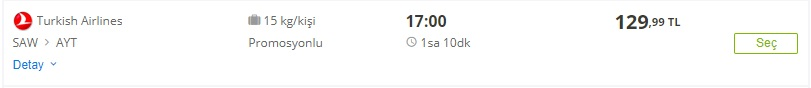 Turkish Airlines 15 kg/kişi 17:00 129,99 TL
SAW > AYT Promosyonlu 1sa 10dk Seç
Detay